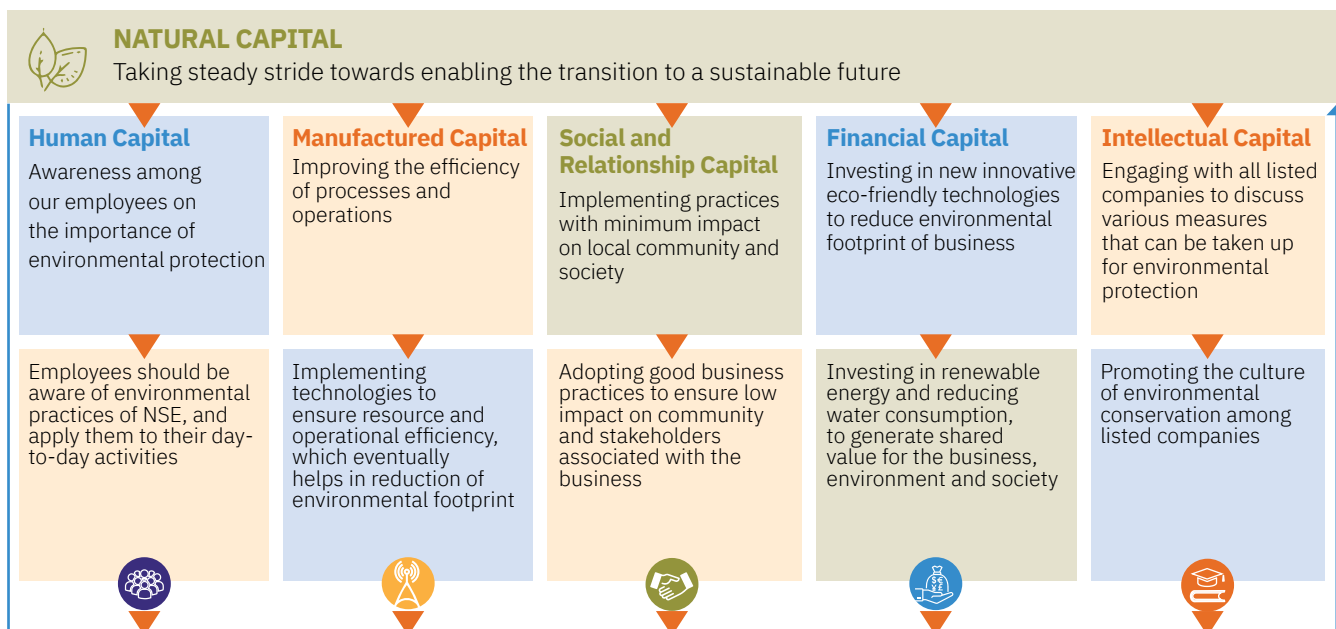 NATURAL CAPITAL
Taking steady stride towards enabling the transition to a sustainable future
Human Capital
Awareness among
our employees on
the importance of
environmental protection
Manufactured Capital
Improving the efficiency
of processes and
operations
Social and
Relationship Capital
Implementing practices
with minimum impact
on local community and
society
Financial Capital
Investing in new innovative
eco-friendly technologies
to reduce environmental
footprint of business
Intellectual Capital
Engaging with all listed
companies to discuss
various measures
that can be taken up
for environmental
protection
Employees should be
aware of environmental
practices of NSE, and
apply them to their day-
to-day activities
Implementing
technologies to
ensure resource and
operational efficiency,
which eventually
helps in reduction of
environmental footprint
Adopting good business
practices to ensure low
impact on community
and stakeholders
associated with the
business
Investing in renewable
energy and reducing
water consumption,
to generate shared
value for the business,
environment and society
Promoting the culture
of environmental
conservation among
listed companies
$€
¥£